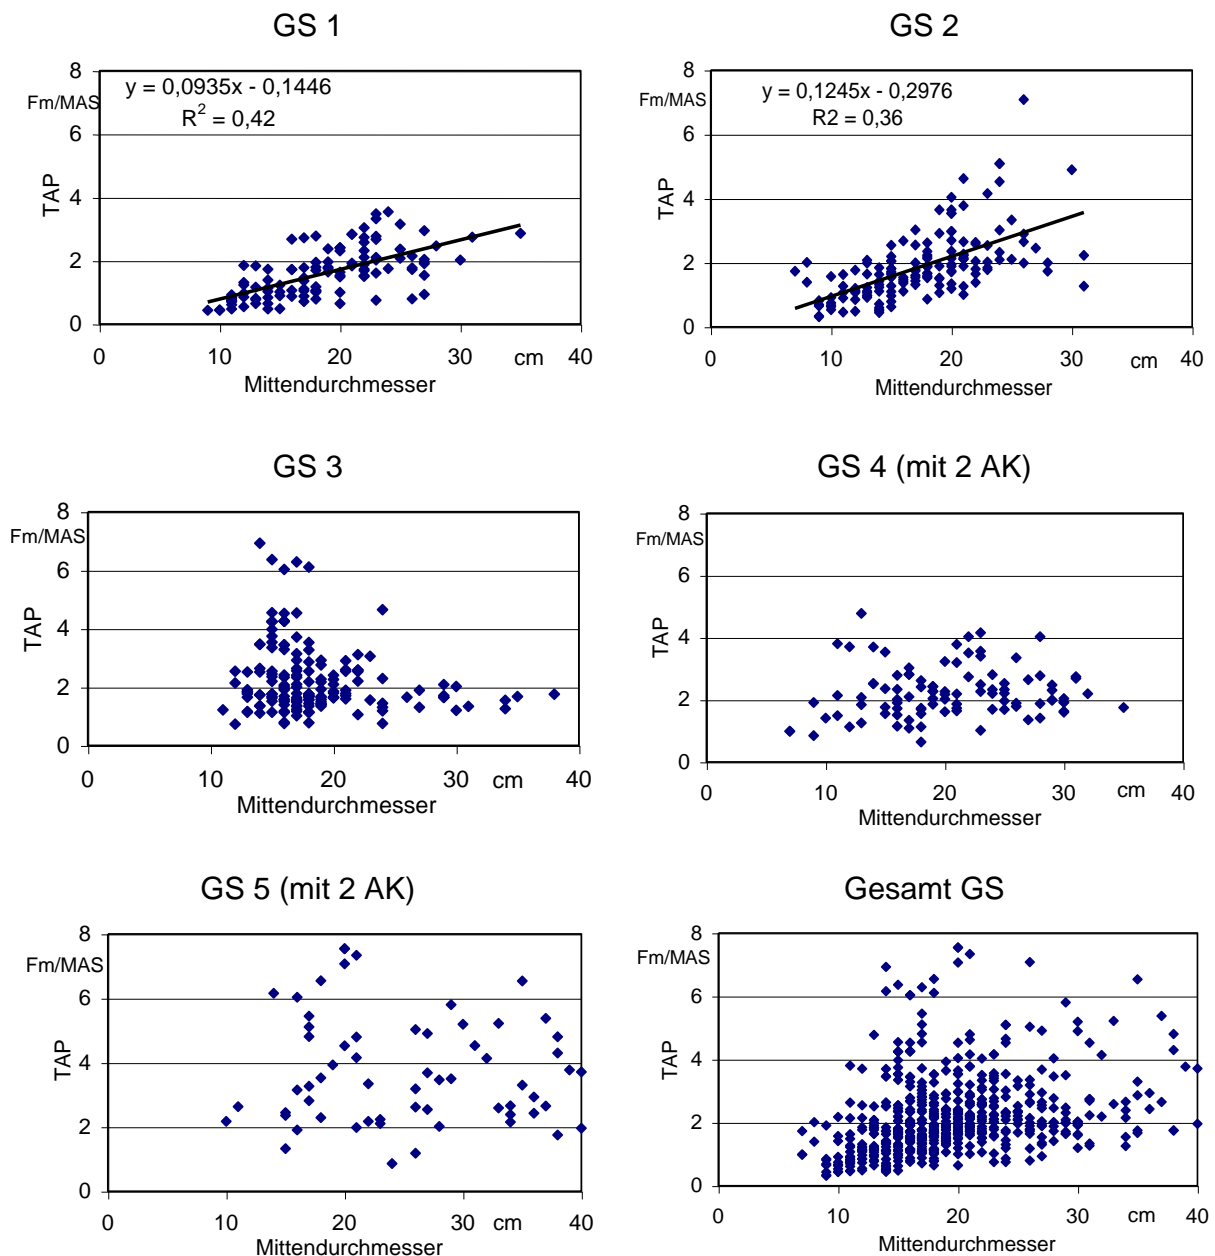 GS 1
8
6
4
2
0
Fm/MAS
TAP
y = 0,0935x - 0,1446
R² = 0,42
0 10 20 30 cm 40
Mittendurchmesser
GS 2
8
6
4
2
0
Fm/MAS
TAP
y = 0,1245x - 0,2976
R2 = 0,36
0 10 20 30 cm 40
Mittendurchmesser
GS 3
8
6
4
2
0
Fm/MAS
TAP
0 10 20 30 cm 40
Mittendurchmesser
GS 4 (mit 2 AK)
8
6
4
2
0
Fm/MAS
TAP
0 10 20 30 cm 40
Mittendurchmesser
GS 5 (mit 2 AK)
8
6
4
2
0
Fm/MAS
TAP
0 10 20 30 cm 40
Mittendurchmesser
Gesamt GS
8
6
4
2
0
Fm/MAS
TAP
0 10 20 30 cm 40
Mittendurchmesser